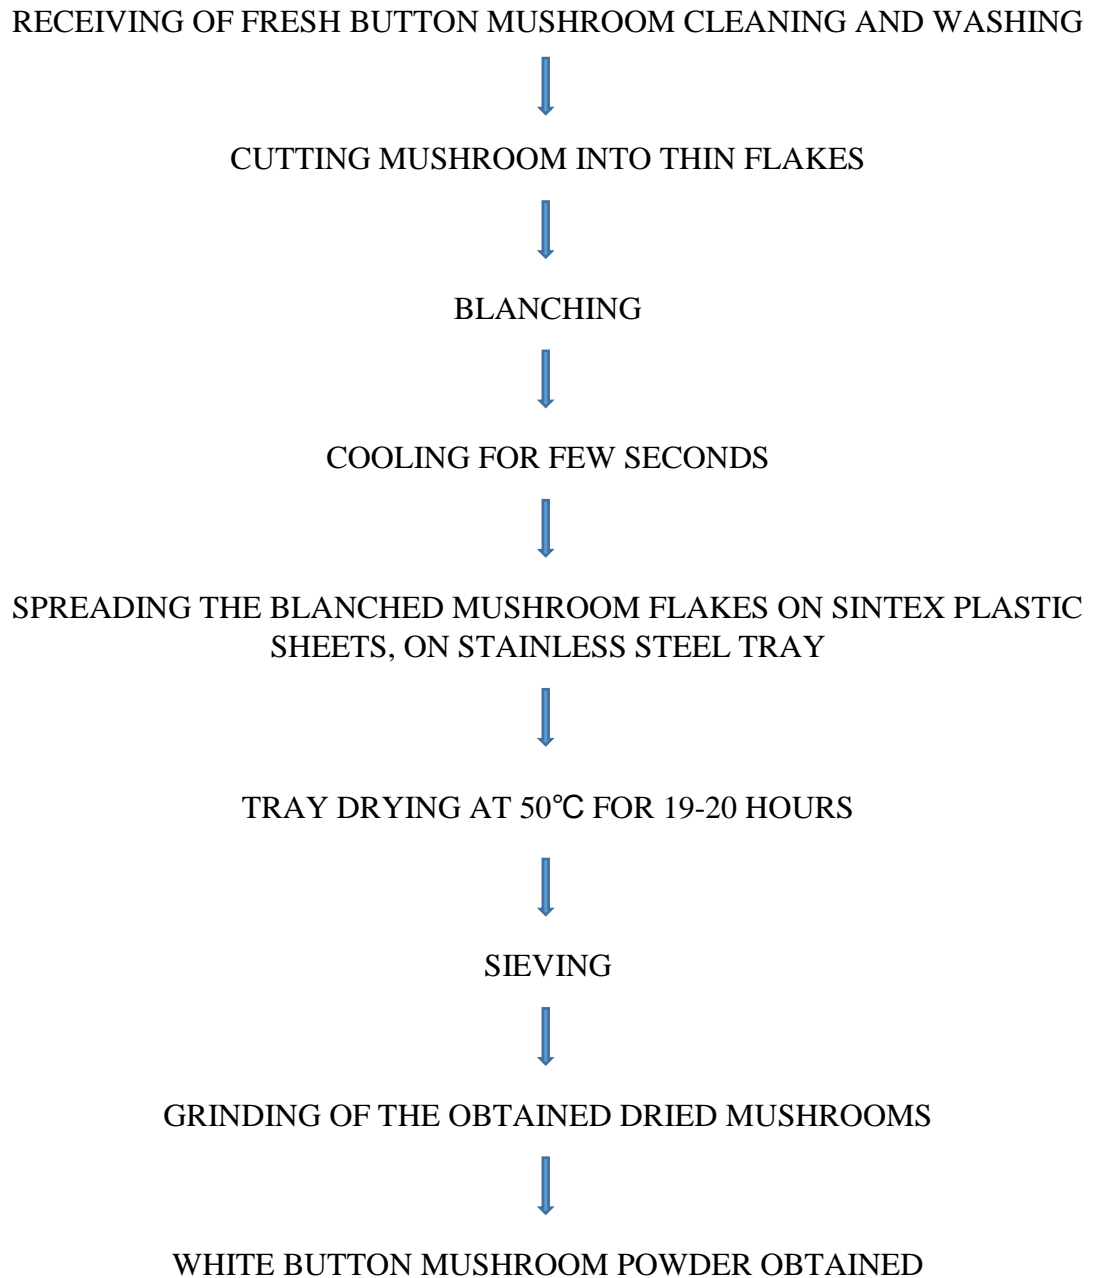 RECEIVING OF FRESH BUTTON MUSHROOM CLEANING AND WASHING
CUTTING MUSHROOM INTO THIN FLAKES
BLANCHING
COOLING FOR FEW SECONDS
SPREADING THE BLANCHED MUSHROOM FLAKES ON SINTEX PLASTIC
SHEETS, ON STAINLESS STEEL TRAY
TRAY DRYING AT 50℃ FOR 19-20 HOURS
SIEVING
GRINDING OF THE OBTAINED DRIED MUSHROOMS
WHITE BUTTON MUSHROOM POWDER OBTAINED